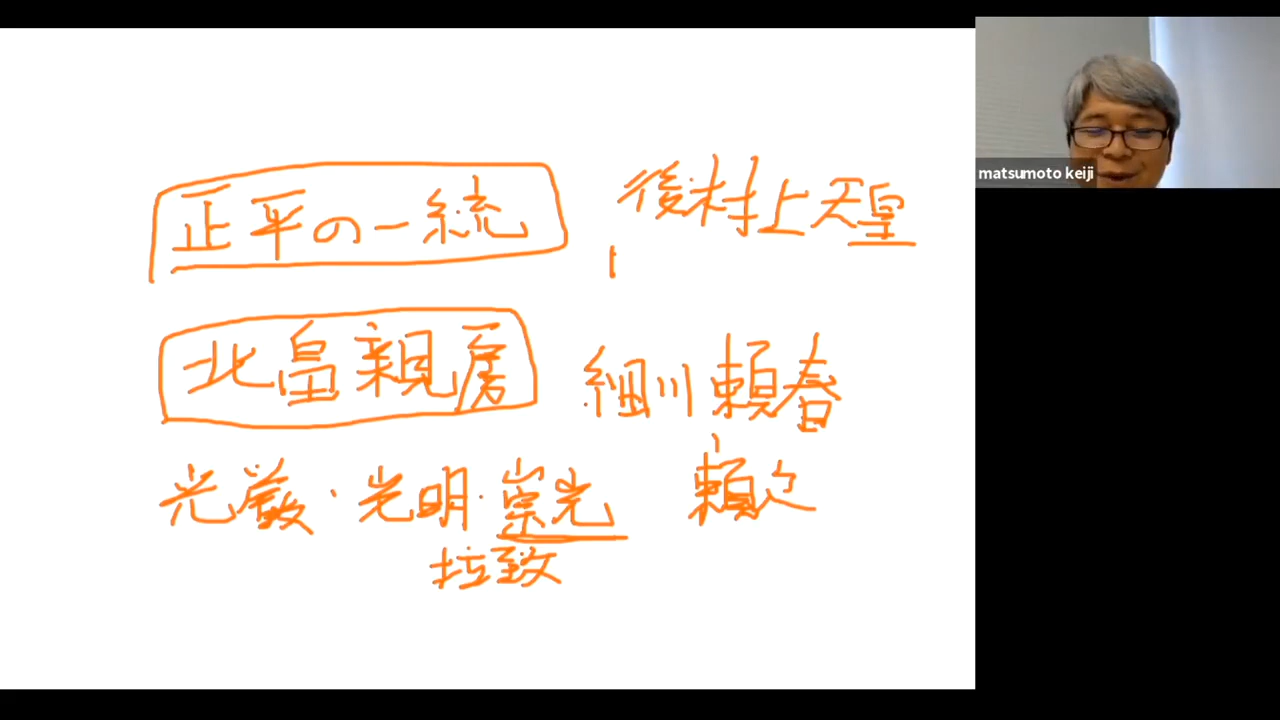 正平の一統
後村上天皇
北畠親房
細川頼春
頼之
光厳・光明・崇光
拉致
matsumoto keiji